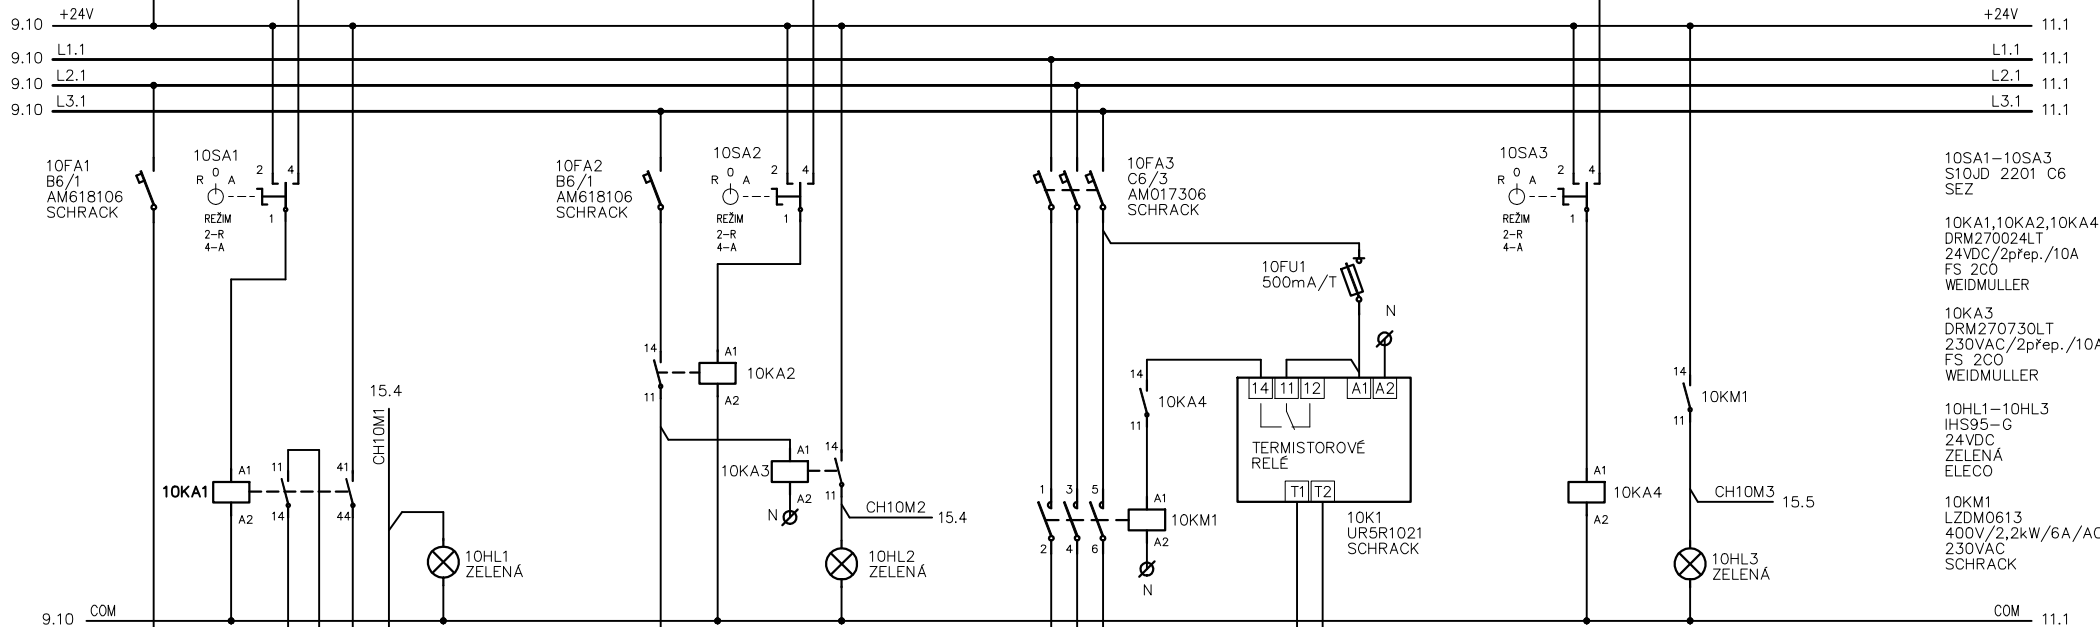 9.10 +24V +24V 11.1
9.10 L1.1 L1.1 11.1
9.10 L2.1 L2.1 11.1
9.10 L3.1 L3.1 11.1
10FA1
B6/1
AM618106
SCHRACK
10SA1
0
R A
2 4
1
REŽIM
2-R
4-A
10FA2
B6/1
AM618106
SCHRACK
10SA2
0
R A
2 4
1
REŽIM
2-R
4-A
10FA3
C6/3
AM017306
SCHRACK
10FU1
500mA/T
N
10SA3
0
R A
2 4
1
REŽIM
2-R
4-A
10SA1-10SA3
S10JD 2201 C6
SEZ
10KA1,10KA2,10KA4
DRM270024LT
24VDC/2přep./10A
FS 2CO
WEIDMULLER
10KA3
DRM270730LT
230VAC/2přep./10A
FS 2CO
WEIDMULLER
10HL1-10HL3
IHS95-G
24VDC
ZELENÁ
ELECO
10KM1
LZDM0613
400V/2,2kW/6A/AC
230VAC
SCHRACK
A1
10KA1
A2
11
14
41
44
15.4
CH10M1
10HL1
ZELENÁ
14
11
A1
10KA2
A2
A1
10KA3
A2
N
14
11
CH10M2
15.4
10HL2
ZELENÁ
1 3 5
2 4 6
14
10KA4
11
A1
10KM1
A2
N
14 11 12 A1 A2
TERMISTOROVÉ
RELÉ
T1 T2
10K1
UR5R1021
SCHRACK
A1
10KA4
A2
14
10KM1
11
CH10M3
15.5
10HL3
ZELENÁ
9.10 COM COM 11.1